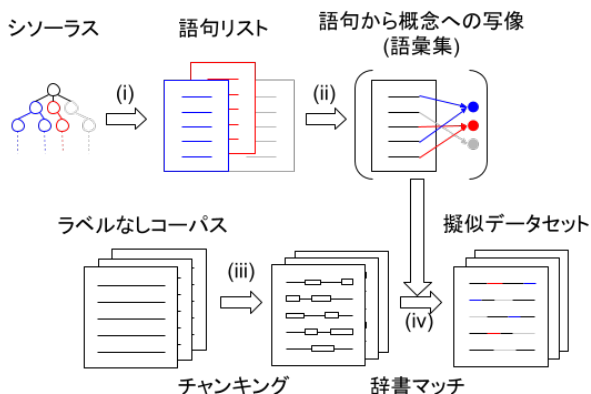 シソーラス
語句リスト
語句から概念への写像
(語彙集)
(i)
(ii)
ラベルなしコーパス
擬似データセット
(iii)
(iv)
チャンキング
辞書マッチ